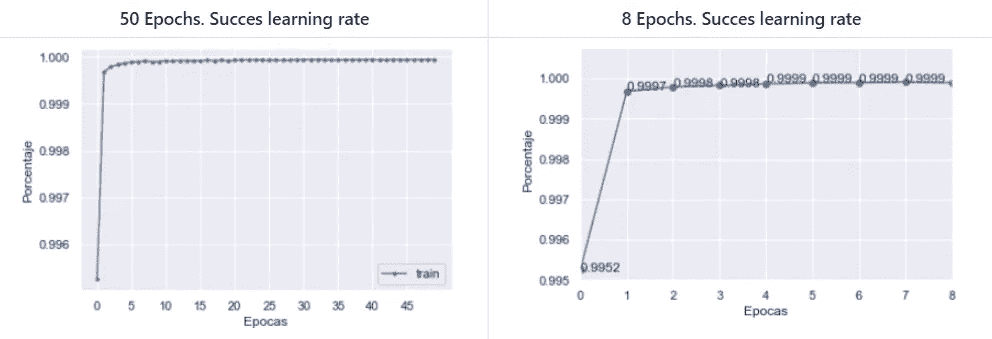 50 Epochs. Succes learning rate
1.000
0.999
0.998
0.997
0.996
Porcentaje
train
0 5 10 15 20 25 30 35 40 45
Epocas
8 Epochs. Succes learning rate
1.000
0.999
0.998
0.997
0.996
0.995
Porcentaje
0.9952
0.9997 0.9998 0.9998 0.9999 0.9999 0.9999 0.9999
0 1 2 3 4 5 6 7 8
Epocas